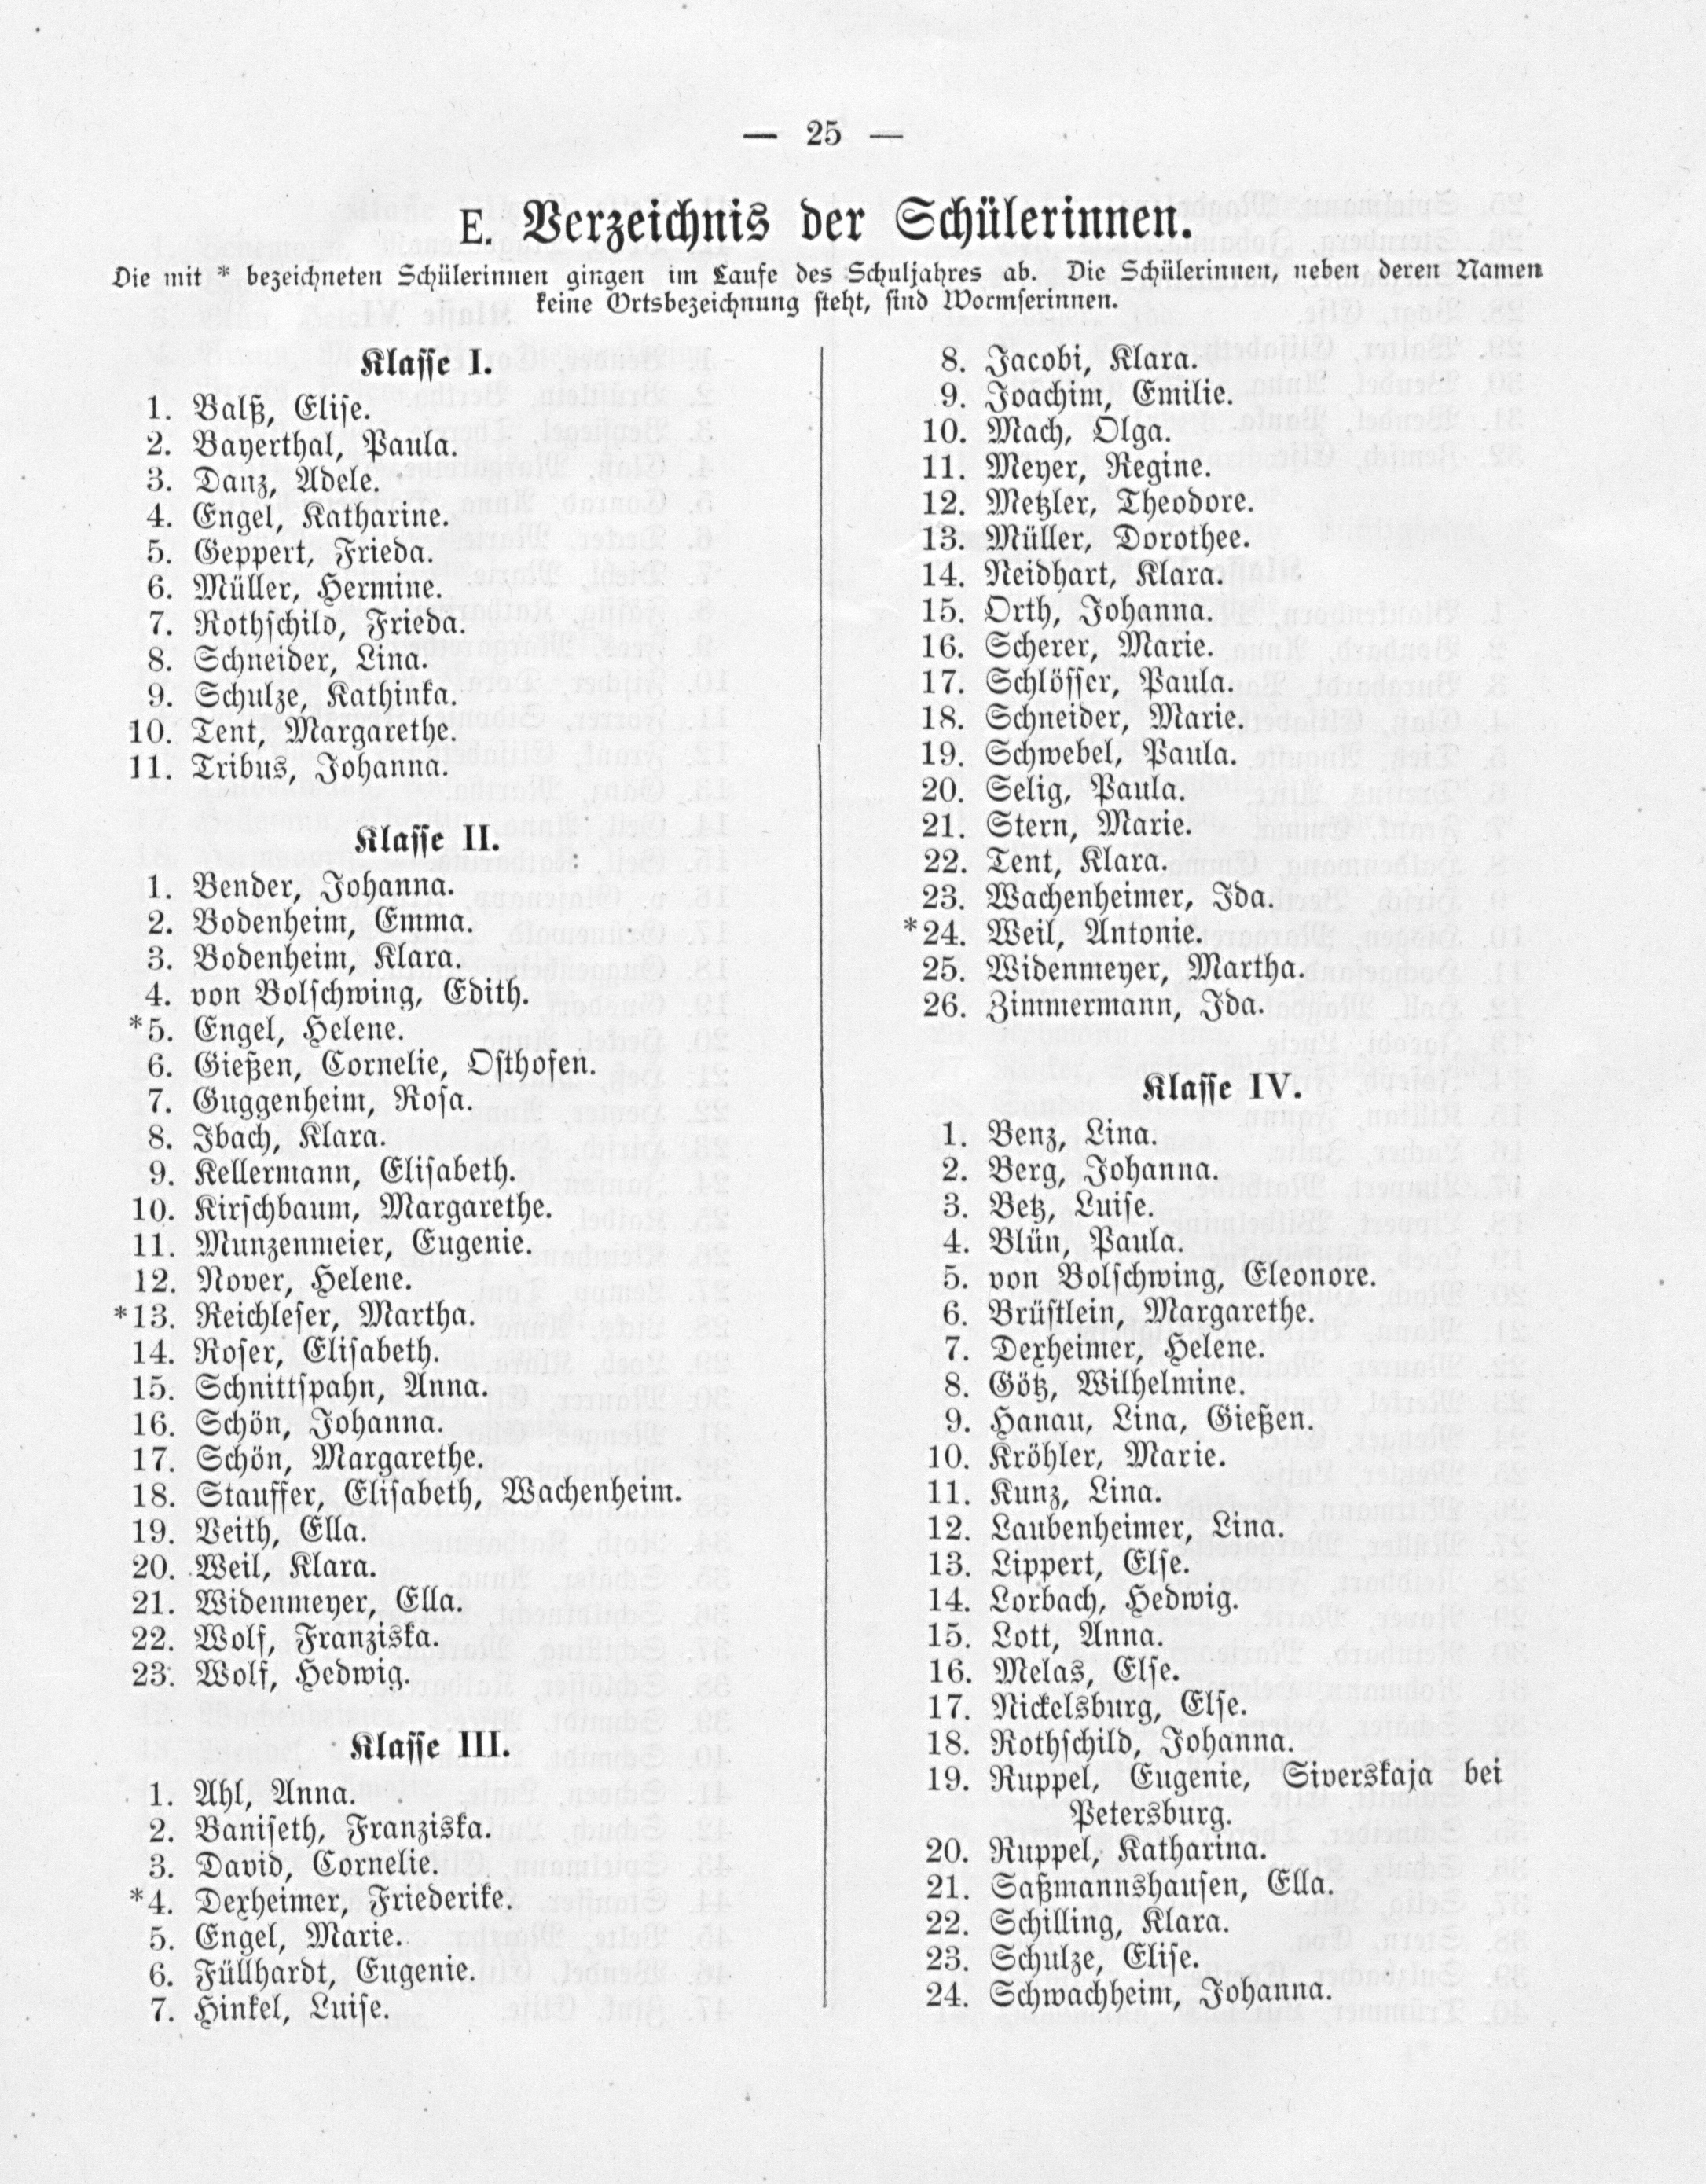 — 25 —
E. Verzeichnis der Schülerinnen.
Die mit * bezeichneten Schülerinnen gingen im Laufe des Schuljahres ab. Die Schülerinnen, neben deren Namen
keine Ortsbezeichnung steht, sind Wormserinnen.
Klasse I.
1. Balß, Elise.
2. Bayerthal, Paula.
3. Danz, Adele.
4. Engel, Katharine.
5. Geppert, Frieda.
6. Müller, Hermine.
7. Rothschild, Frieda.
8. Schneider, Lina.
9. Schulze, Kathinka.
10. Tent, Margarethe.
11. Tribus, Johanna.
Klasse II.
1. Bender, Johanna.
2. Bodenheim, Emma.
3. Bodenheim, Klara.
4. von Bolschwing, Edith.
*5. Engel, Helene.
6. Gießen, Cornelie, Osthofen.
7. Guggenheim, Rosa.
8. Ibach, Klara.
9. Kellermann, Elisabeth.
10. Kirschbaum, Margarethe.
11. Munzenmeier, Eugenie.
12. Nover, Helene.
*13. Reichleser, Martha.
14. Roser, Elisabeth.
15. Schnittspahn, Anna.
16. Schön, Johanna.
17. Schön, Margarethe.
18. Stauffer, Elisabeth, Wachenheim.
19. Veith, Ella.
20. Weil, Klara.
21. Widenmeyer, Ella.
22. Wolf, Franziska.
23. Wolf, Hedwig.
Klasse III.
1. Ahl, Anna.
2. Baniseth, Franziska.
3. David, Cornelie.
*4. Dexheimer, Friederike.
5. Engel, Marie.
6. Füllhardt, Eugenie.
7. Hinkel, Luise.
8. Jacobi, Klara.
9. Joachim, Emilie.
10. Mach, Olga.
11. Meyer, Regine.
12. Metzler, Theodore.
13. Müller, Dorothee.
14. Neidhart, Klara.
15. Orth, Johanna.
16. Scherer, Marie.
17. Schlösser, Paula.
18. Schneider, Marie.
19. Schwebel, Paula.
20. Selig, Paula.
21. Stern, Marie.
22. Tent, Klara.
23. Wachenheimer, Ida.
*24. Weil, Antonie.
25. Widenmeyer, Martha.
26. Zimmermann, Ida.
Klasse IV.
1. Benz, Lina.
2. Berg, Johanna.
3. Betz, Luise.
4. Blün, Paula.
5. von Bolschwing, Eleonore.
6. Brüstlein, Margarethe.
7. Dexheimer, Helene.
8. Götz, Wilhelmine.
9. Hanau, Lina, Gießen.
10. Kröhler, Marie.
11. Kunz, Lina.
12. Laubenheimer, Lina.
13. Lippert, Else.
14. Lorbach, Hedwig.
15. Lott, Anna.
16. Melas, Else.
17. Nickelsburg, Else.
18. Rothschild, Johanna.
19. Ruppel, Eugenie, Siverskaja bei
Petersburg.
20. Ruppel, Katharina.
21. Saßmannshausen, Ella.
22. Schilling, Klara.
23. Schulze, Elise.
24. Schwachheim, Johanna.